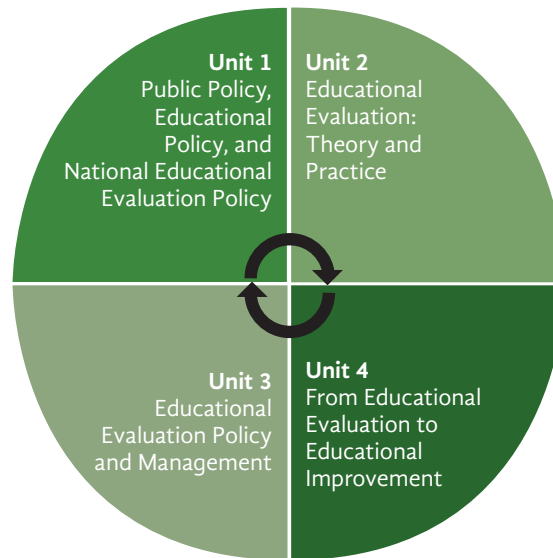 Unit 1
Public Policy,
Educational
Policy, and
National Educational
Evaluation Policy
Unit 2
Educational
Evaluation:
Theory and
Practice
Unit 3
Educational
Evaluation Policy
and Management
Unit 4
From Educational
Evaluation to
Educational
Improvement